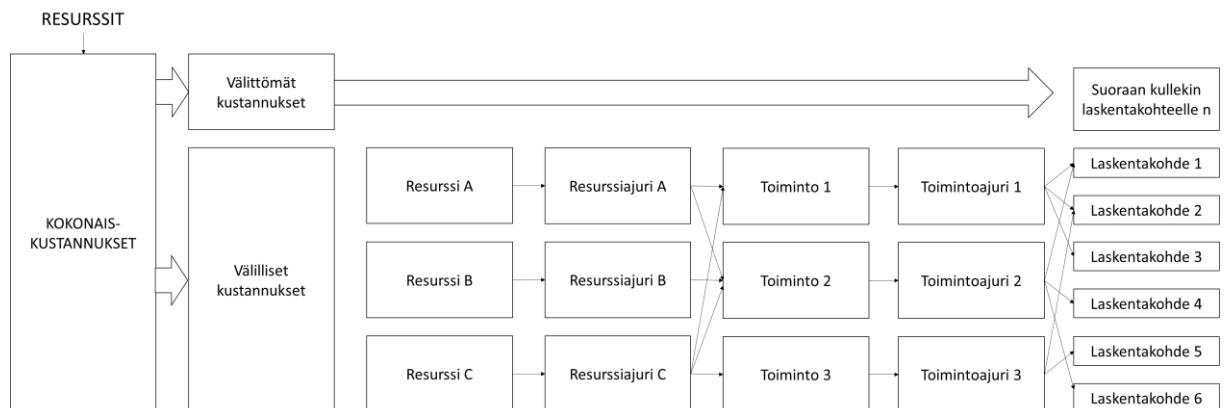 RESURSSIT
KOKONAIS-
KUSTANNUKSET
Välittömät
kustannukset
Suoraan kullekin
laskentakohteelle n
Välilliset
kustannukset
Resurssi A
Resurssiajuri A
Toiminto 1
Toimintoajuri 1
Resurssi B
Resurssiajuri B
Toiminto 2
Toimintoajuri 2
Resurssi C
Resurssiajuri C
Toiminto 3
Toimintoajuri 3
Laskentakohde 1
Laskentakohde 2
Laskentakohde 3
Laskentakohde 4
Laskentakohde 5
Laskentakohde 6